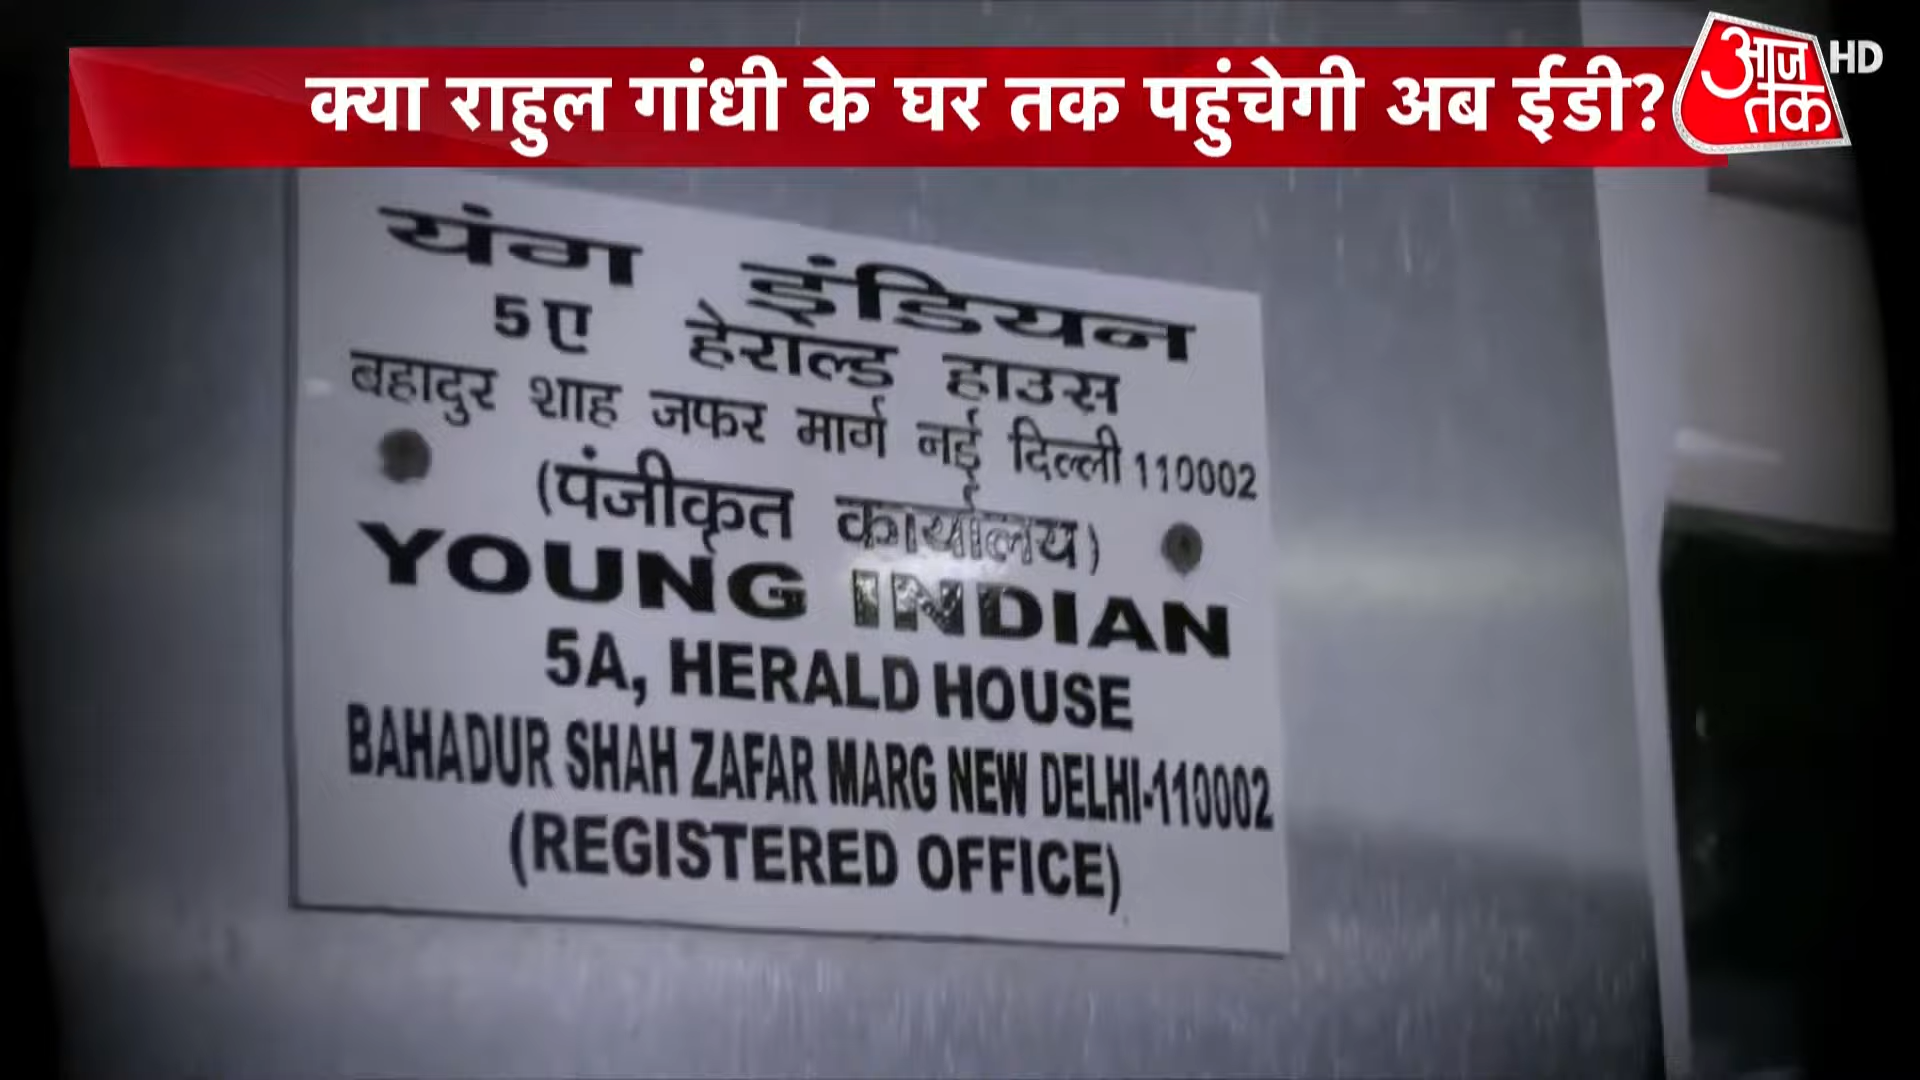 क्या राहुल गांधी के घर तक पहुंचेगी अब ईडी?
आज
तक
HD
यंग इंडियन
5ए हेराल्ड हाउस
बहादुर शाह जफर मार्ग नई दिल्ली 110002
(पंजीकृत कार्यालय)
YOUNG INDIAN
5A, HERALD HOUSE
BAHADUR SHAH ZAFAR MARG NEW DELHI-110002
(REGISTERED OFFICE)